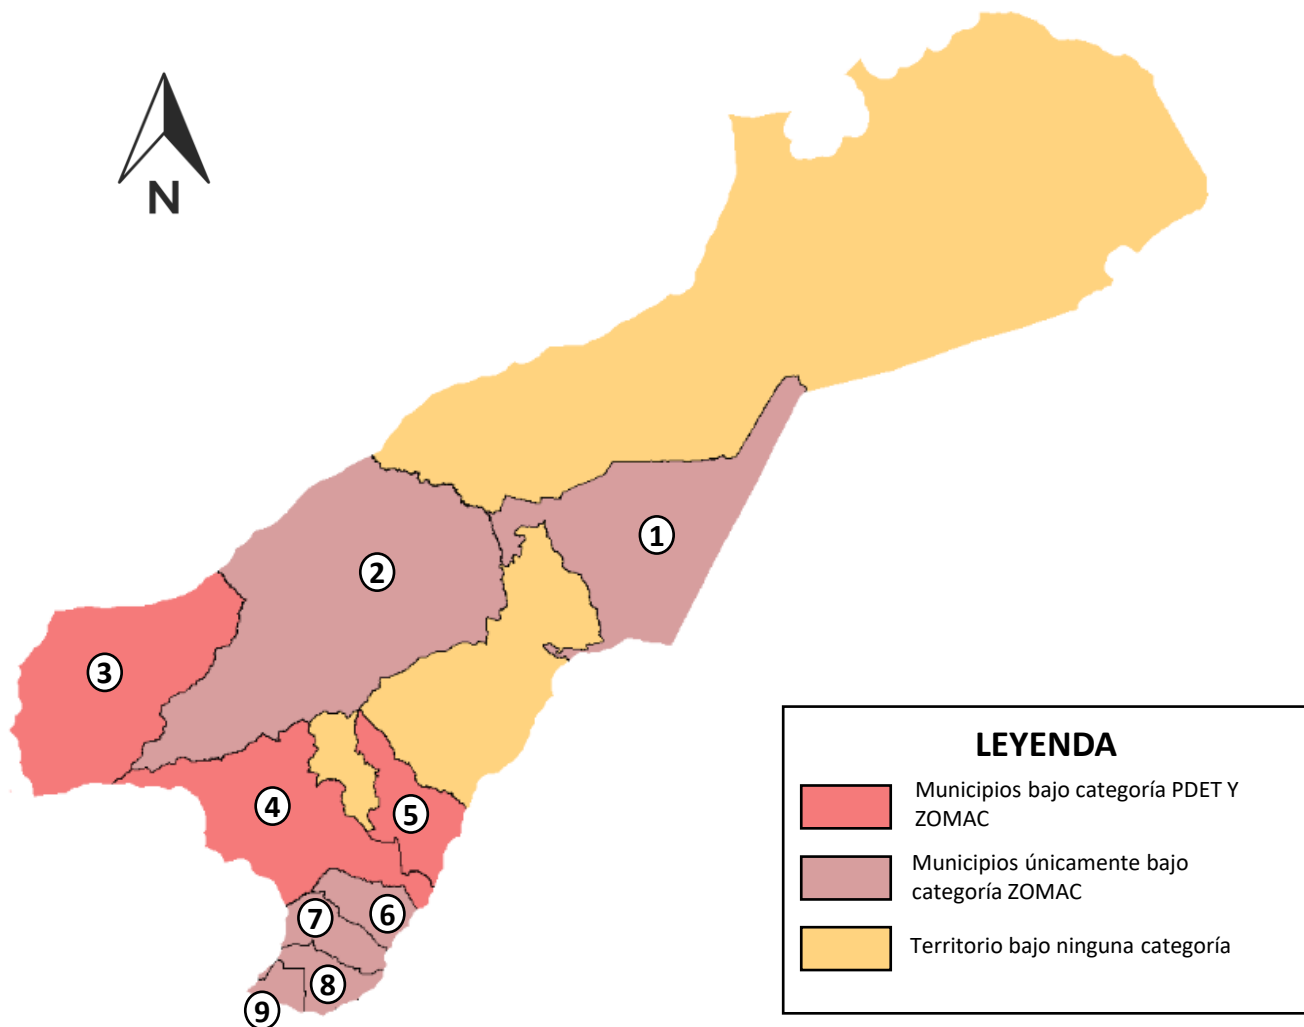 N
1
2
3
4
5
6
7
8
9
LEYENDA
Municipios bajo categoría PDET Y
ZOMAC
Municipios únicamente bajo
categoría ZOMAC
Territorio bajo ninguna categoría